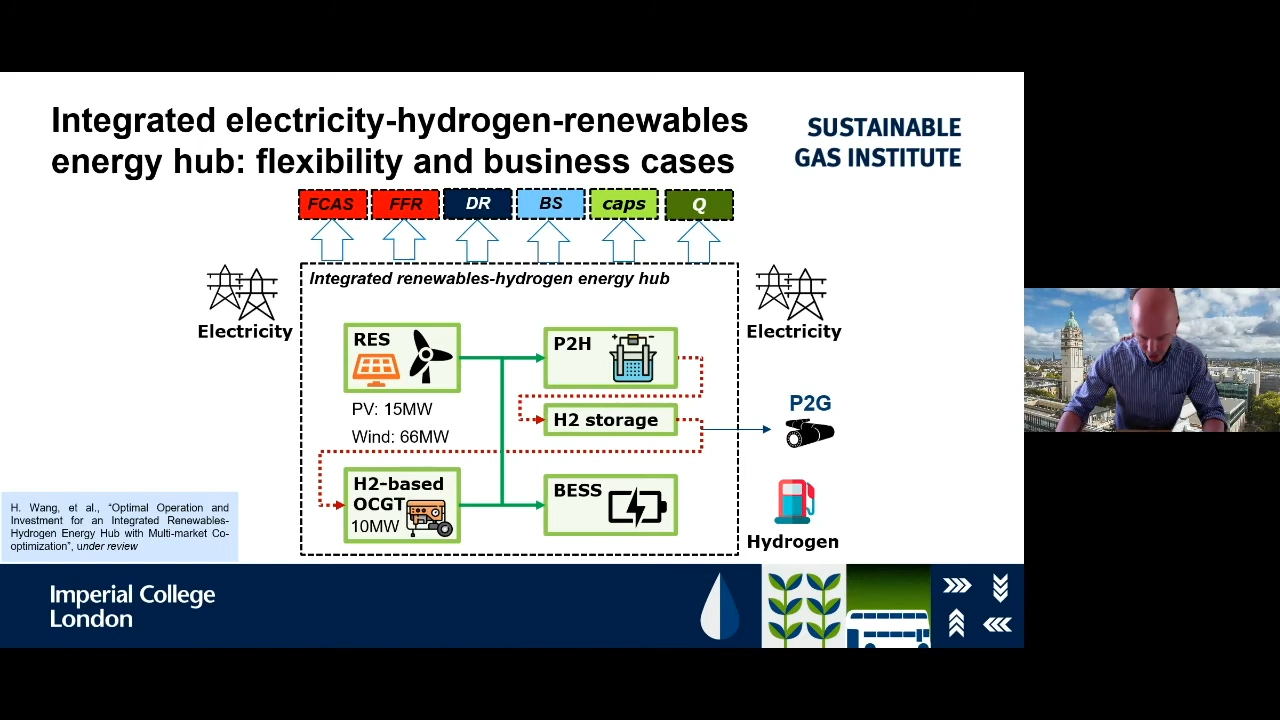 Integrated electricity-hydrogen-renewables
energy hub: flexibility and business cases
SUSTAINABLE
GAS INSTITUTE
FCAS
FFR
DR
BS
caps
Q
Integrated renewables-hydrogen energy hub
Electricity
Electricity
RES
PV: 15MW
Wind: 66MW
P2H
H2 storage
P2G
H2-based
OCGT
10MW
BESS
Hydrogen
H. Wang, et al., “Optimal Operation and
Investment for an Integrated Renewables-
Hydrogen Energy Hub with Multi-market Co-
optimization”, under review
Imperial College
London